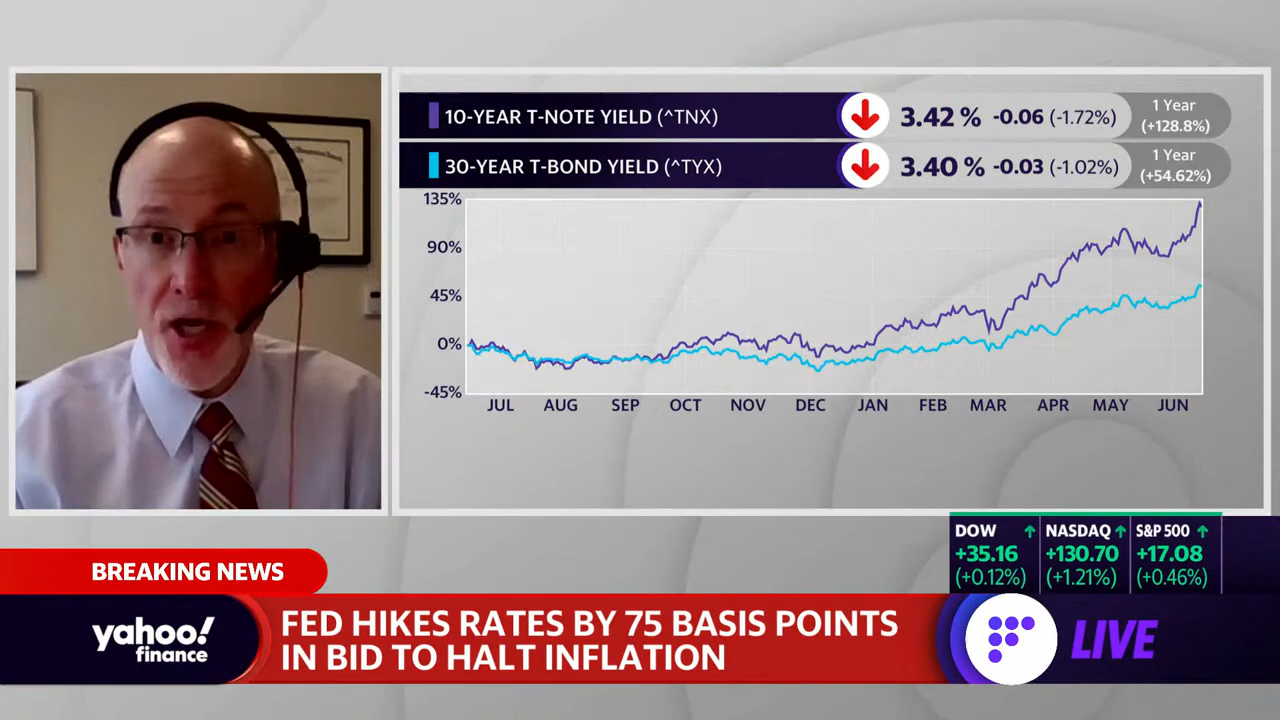 10-YEAR T-NOTE YIELD (^TNX) 3.42 % -0.06 (-1.72%) 1 Year
(+128.8%)
30-YEAR T-BOND YIELD (^TYX) 3.40 % -0.03 (-1.02%) 1 Year
(+54.62%)
135%
90%
45%
0%
-45%
JUL AUG SEP OCT NOV DEC JAN FEB MAR APR MAY JUN
DOW NASDAQ S&P 500
+35.16 +130.70 +17.08
(+0.12%) (+1.21%) (+0.46%)
BREAKING NEWS
yahoo!
finance
FED HIKES RATES BY 75 BASIS POINTS
IN BID TO HALT INFLATION
LIVE